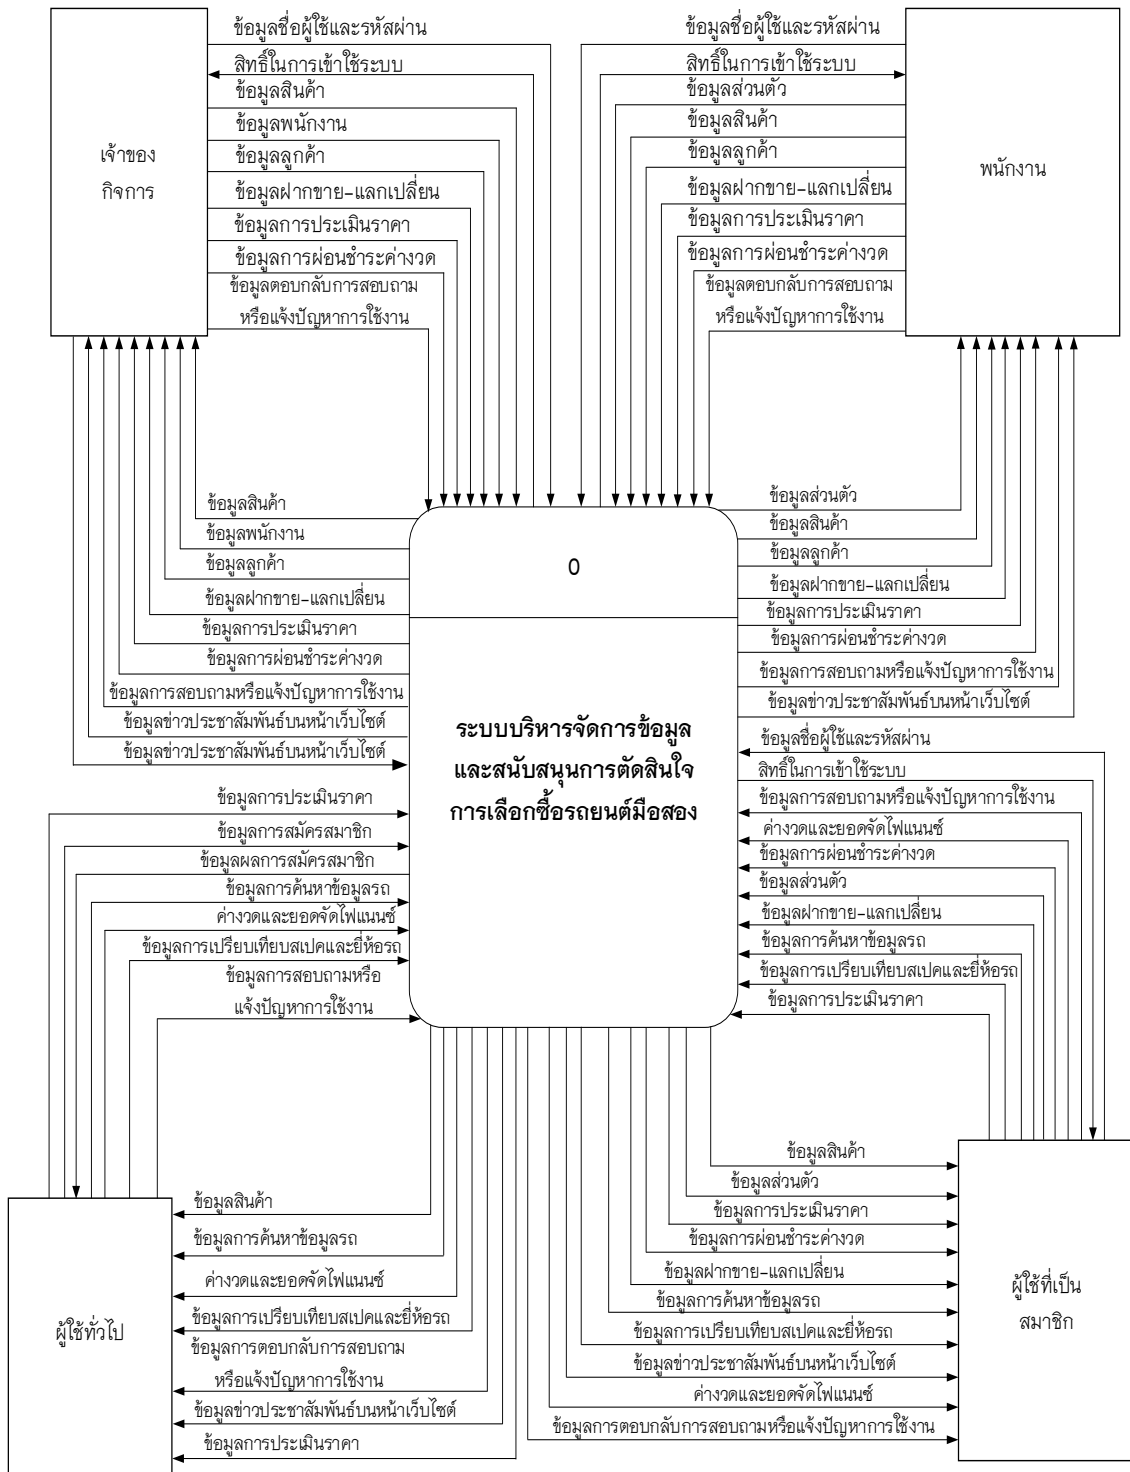 ข้อมูลชื่อผู้ใช้และรหัสผ่าน
สิทธิ์ในการเข้าใช้ระบบ
ข้อมูลสินค้า
ข้อมูลพนักงาน
ข้อมูลลูกค้า
ข้อมูลฝากขาย-แลกเปลี่ยน
ข้อมูลการประเมินราคา
ข้อมูลการผ่อนชำระค่างวด
ข้อมูลตอบกลับการสอบถาม
หรือแจ้งปัญหาการใช้งาน
เจ้าของ
กิจการ
ข้อมูลชื่อผู้ใช้และรหัสผ่าน
สิทธิ์ในการเข้าใช้ระบบ
ข้อมูลส่วนตัว
ข้อมูลสินค้า
ข้อมูลลูกค้า
ข้อมูลฝากขาย-แลกเปลี่ยน
ข้อมูลการประเมินราคา
ข้อมูลการผ่อนชำระค่างวด
ข้อมูลตอบกลับการสอบถาม
หรือแจ้งปัญหาการใช้งาน
พนักงาน
ข้อมูลสินค้า
ข้อมูลพนักงาน
ข้อมูลลูกค้า
ข้อมูลฝากขาย-แลกเปลี่ยน
ข้อมูลการประเมินราคา
ข้อมูลการผ่อนชำระค่างวด
ข้อมูลการสอบถามหรือแจ้งปัญหาการใช้งาน
ข้อมูลข่าวประชาสัมพันธ์บนหน้าเว็บไซต์
ข้อมูลข่าวประชาสัมพันธ์บนหน้าเว็บไซต์
0
ระบบบริหารจัดการข้อมูล
และสนับสนุนการตัดสินใจ
การเลือกซื้อรถยนต์มือสอง
ข้อมูลส่วนตัว
ข้อมูลสินค้า
ข้อมูลลูกค้า
ข้อมูลฝากขาย-แลกเปลี่ยน
ข้อมูลการประเมินราคา
ข้อมูลการผ่อนชำระค่างวด
ข้อมูลการสอบถามหรือแจ้งปัญหาการใช้งาน
ข้อมูลข่าวประชาสัมพันธ์บนหน้าเว็บไซต์
ข้อมูลชื่อผู้ใช้และรหัสผ่าน
สิทธิ์ในการเข้าใช้ระบบ
ข้อมูลการสอบถามหรือแจ้งปัญหาการใช้งาน
ค่างวดและยอดจัดไฟแนนซ์
ข้อมูลการผ่อนชำระค่างวด
ข้อมูลส่วนตัว
ข้อมูลฝากขาย-แลกเปลี่ยน
ข้อมูลการค้นหาข้อมูลรถ
ข้อมูลการเปรียบเทียบสเปคและยี่ห้อรถ
ข้อมูลการประเมินราคา
ข้อมูลการประเมินราคา
ข้อมูลการสมัครสมาชิก
ข้อมูลผลการสมัครสมาชิก
ข้อมูลการค้นหาข้อมูลรถ
ค่างวดและยอดจัดไฟแนนซ์
ข้อมูลการเปรียบเทียบสเปคและยี่ห้อรถ
ข้อมูลการสอบถามหรือ
แจ้งปัญหาการใช้งาน
ข้อมูลสินค้า
ข้อมูลการค้นหาข้อมูลรถ
ค่างวดและยอดจัดไฟแนนซ์
ข้อมูลการเปรียบเทียบสเปคและยี่ห้อรถ
ข้อมูลการตอบกลับการสอบถาม
หรือแจ้งปัญหาการใช้งาน
ข้อมูลข่าวประชาสัมพันธ์บนหน้าเว็บไซต์
ข้อมูลการประเมินราคา
ผู้ใช้ทั่วไป
ข้อมูลสินค้า
ข้อมูลส่วนตัว
ข้อมูลการประเมินราคา
ข้อมูลการผ่อนชำระค่างวด
ข้อมูลฝากขาย-แลกเปลี่ยน
ข้อมูลการค้นหาข้อมูลรถ
ข้อมูลการเปรียบเทียบสเปคและยี่ห้อรถ
ข้อมูลข่าวประชาสัมพันธ์บนหน้าเว็บไซต์
ค่างวดและยอดจัดไฟแนนซ์
ข้อมูลการตอบกลับการสอบถามหรือแจ้งปัญหาการใช้งาน
ผู้ใช้ที่เป็น
สมาชิก